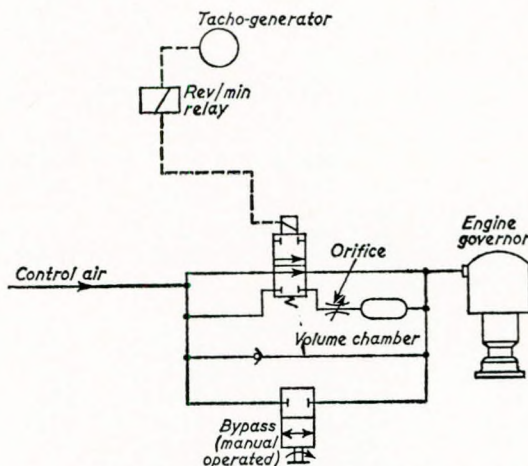 Tacho-generator
Rev/min
relay
Engine
governor
Orifice
Control air
Volume chamber
Bypass
(manual
operated)